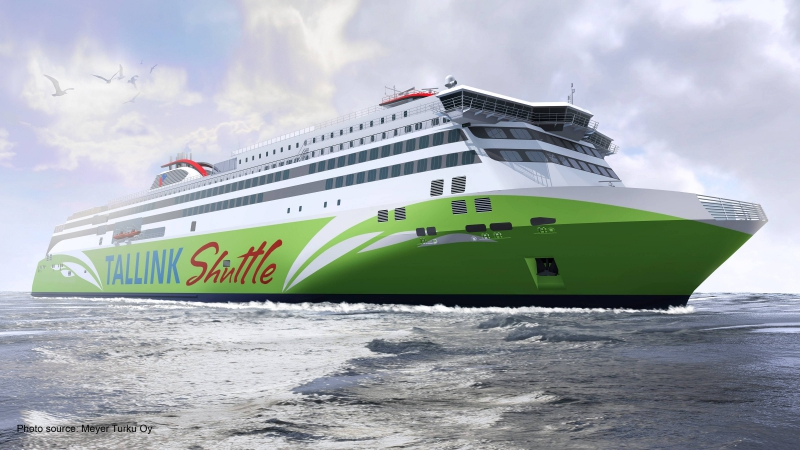 TALLINK Shuttle
Photo source: Meyer Turku Oy